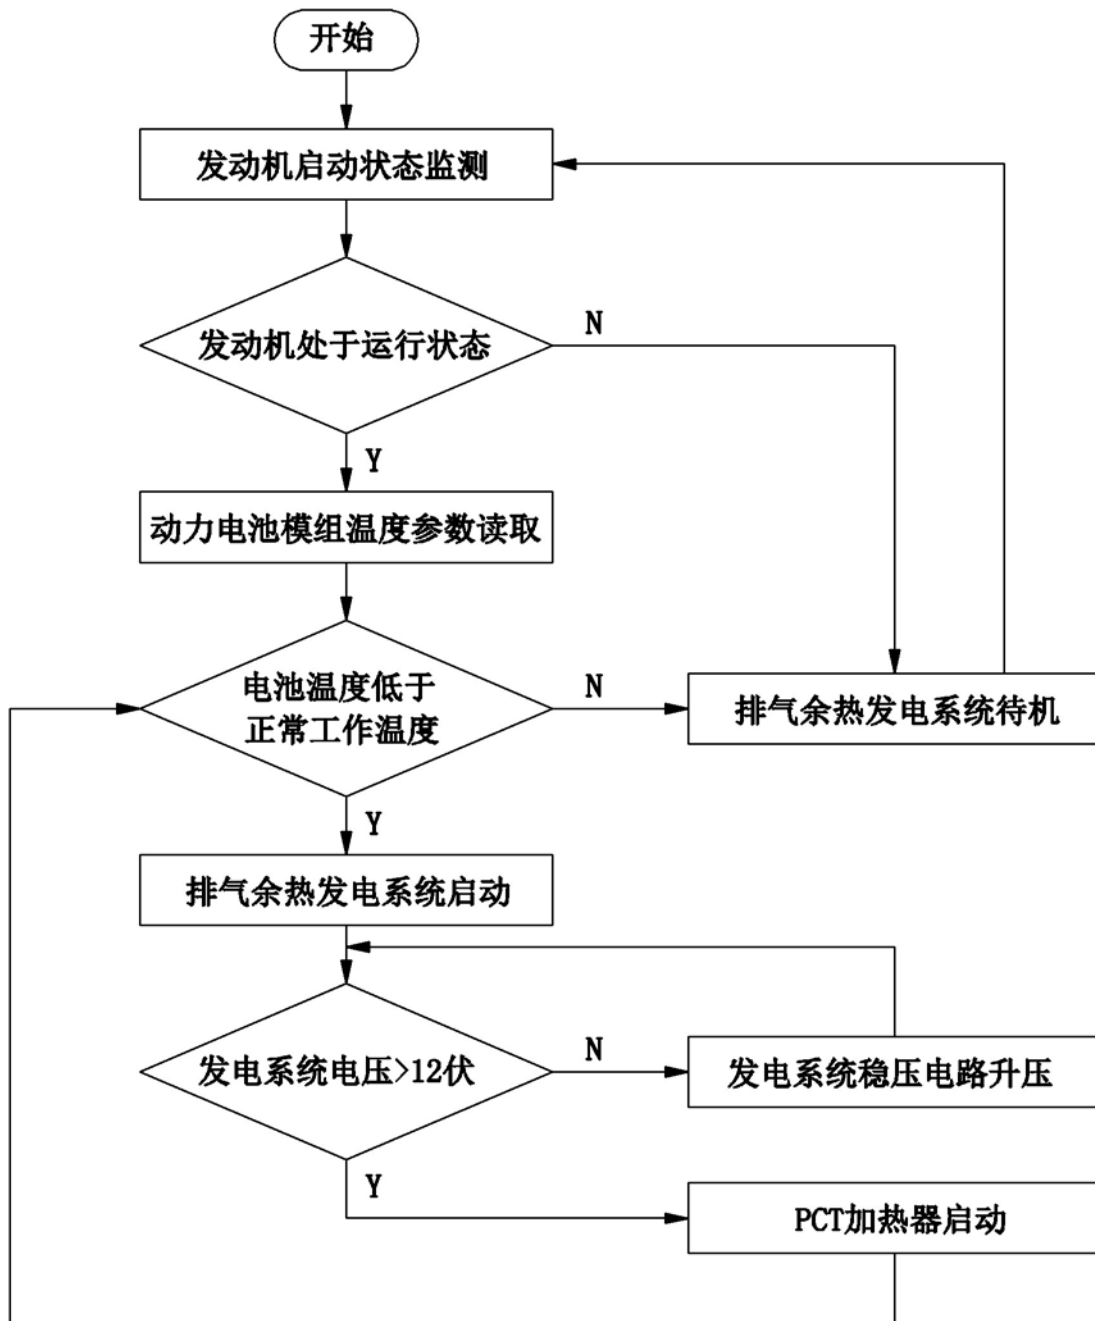 开始
发动机启动状态监测
发动机处于运行状态
N
Y
动力电池模组温度参数读取
电池温度低于
正常工作温度
N
排气余热发电系统待机
Y
排气余热发电系统启动
发电系统电压>12伏
N
发电系统稳压电路升压
Y
PCT加热器启动